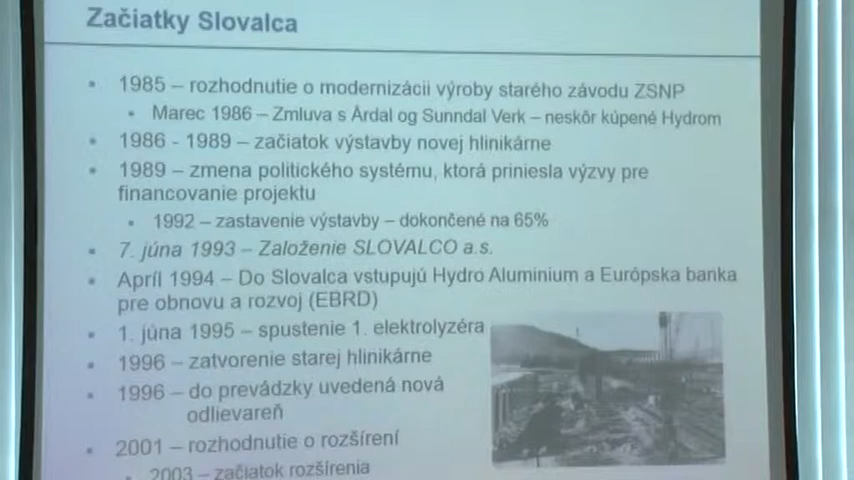 Začiatky Slovalca
• 1985 – rozhodnutie o modernizácii výroby starého závodu ZSNP
• Marec 1986 – Zmluva s Årdal og Sunndal Verk – neskôr kúpené Hydrom
• 1986 - 1989 – začiatok výstavby novej hlinikárne
• 1989 – zmena politického systému, ktorá priniesla výzvy pre
financovanie projektu
• 1992 – zastavenie výstavby – dokončené na 65%
• 7. júna 1993 – Založenie SLOVALCO a.s.
• Apríl 1994 – Do Slovalca vstupujú Hydro Aluminium a Európska banka
pre obnovu a rozvoj (EBRD)
• 1. júna 1995 – spustenie 1. elektrolyzéra
• 1996 – zatvorenie starej hlinikárne
• 1996 – do prevádzky uvedená nová
odlievareň
• 2001 – rozhodnutie o rozšírení
• 2003 – začiatok rozšírenia